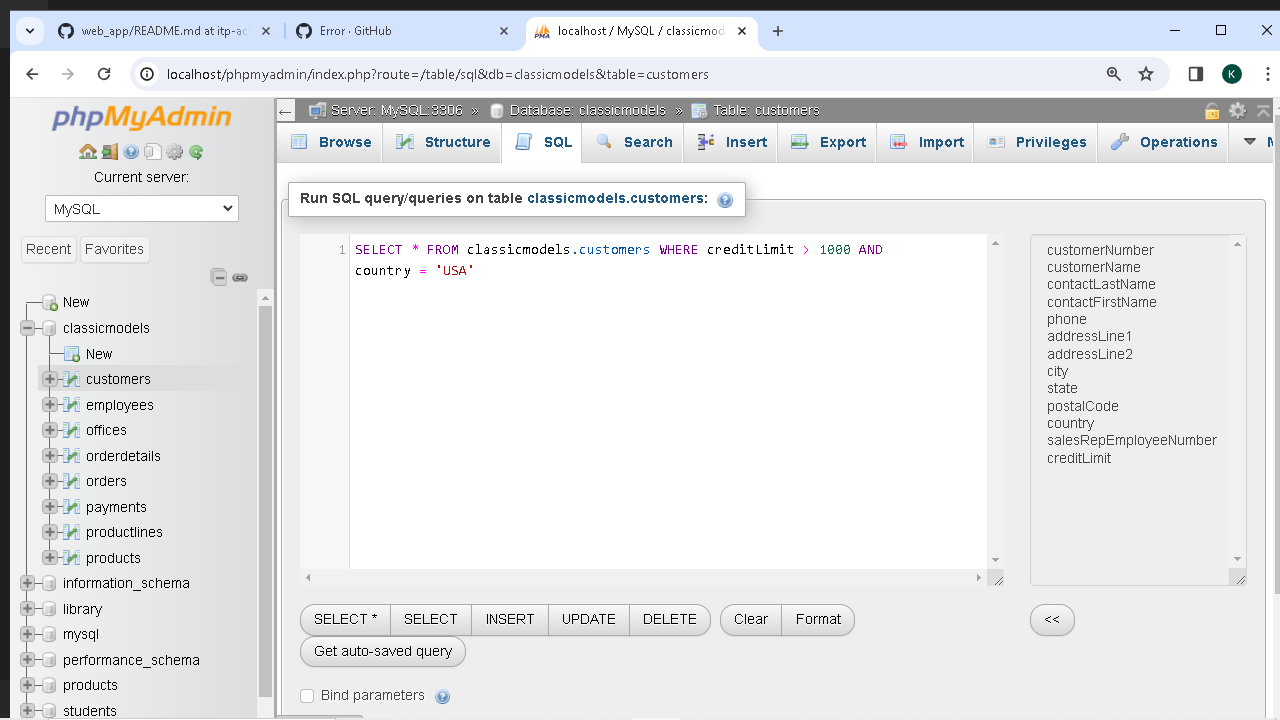 web_app/README.md at itp-ac
Error · GitHub
PMA
localhost / MySQL / classicmod
localhost/phpmyadmin/index.php?route=/table/sql&db=classicmodels&table=customers
K
phpMyAdmin
Current server:
MySQL
Recent
Favorites
New
classicmodels
New
customers
employees
offices
orderdetails
orders
payments
productlines
products
information_schema
library
mysql
performance_schema
products
students
Server: MySQL:3306 » Database: classicmodels » Table: customers
Browse
Structure
SQL
Search
Insert
Export
Import
Privileges
Operations
Run SQL query/queries on table classicmodels.customers:
1
SELECT * FROM classicmodels.customers WHERE creditLimit > 1000 AND
country = 'USA'
customerNumber
customerName
contactLastName
contactFirstName
phone
addressLine1
addressLine2
city
state
postalCode
country
salesRepEmployeeNumber
creditLimit
SELECT *
SELECT
INSERT
UPDATE
DELETE
Clear
Format
<<
Get auto-saved query
Bind parameters